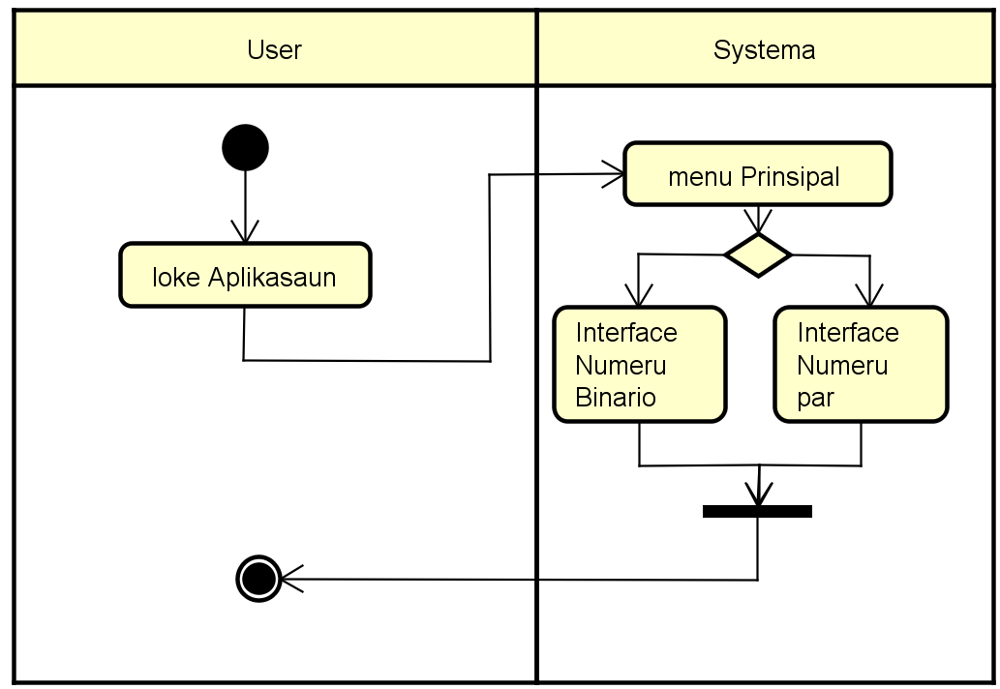 User
Systema
menu Prinsipal
loke Aplikasaun
Interface
Numeru
Binario
Interface
Numeru
par